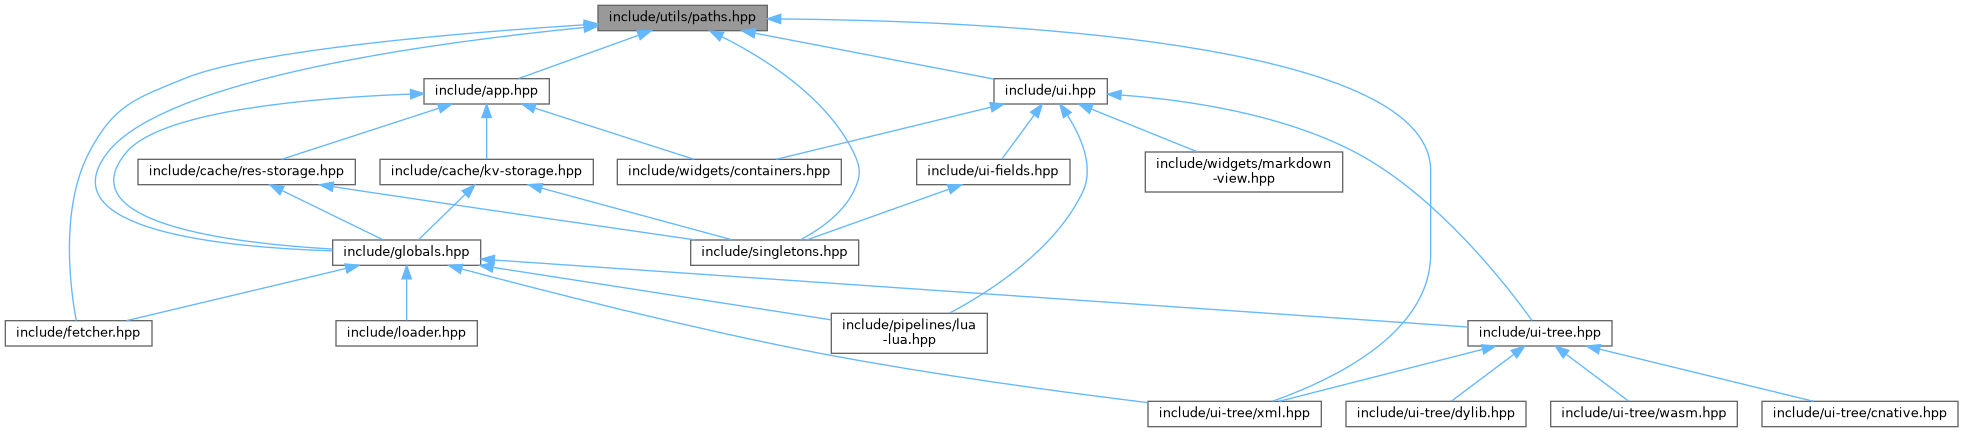 include/utils/paths.hpp
include/app.hpp
include/ui.hpp
include/cache/res-storage.hpp
include/cache/kv-storage.hpp
include/widgets/containers.hpp
include/ui-fields.hpp
include/widgets/markdown
-view.hpp
include/globals.hpp
include/singletons.hpp
include/fetcher.hpp
include/loader.hpp
include/pipelines/lua
-lua.hpp
include/ui-tree.hpp
include/ui-tree/xml.hpp
include/ui-tree/dylib.hpp
include/ui-tree/wasm.hpp
include/ui-tree/cnative.hpp